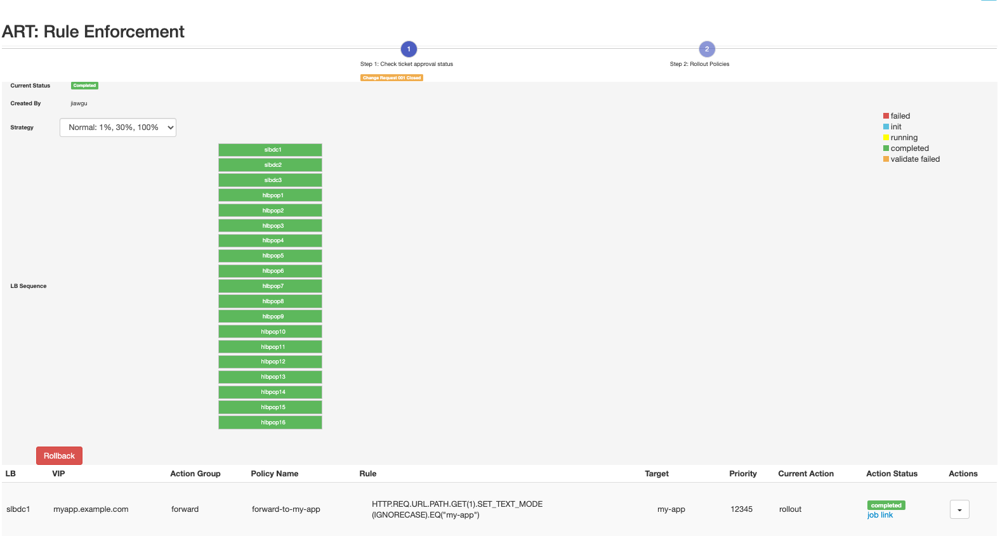 ART: Rule Enforcement
1
2
Step 1: Check ticket approval status
Step 2: Rollout Policies
Change Request 001 Closed
Current Status
Completed
Created By
jiawgu
Strategy
Normal: 1%, 30%, 100%
failed
init
running
completed
validate failed
LB Sequence
slbdc1
slbdc2
slbdc3
hlbpop1
hlbpop2
hlbpop3
hlbpop4
hlbpop5
hlbpop6
hlbpop7
hlbpop8
hlbpop9
hlbpop10
hlbpop11
hlbpop12
hlbpop13
hlbpop14
hlbpop15
hlbpop16
Rollback
LB VIP Action Group Policy Name Rule Target Priority Current Action Action Status Actions
slbdc1 myapp.example.com forward forward-to-my-app
HTTP.REQ.URL.PATH.GET(1).SET_TEXT_MODE
(IGNORECASE).EQ("my-app")
my-app 12345 rollout
completed
job link